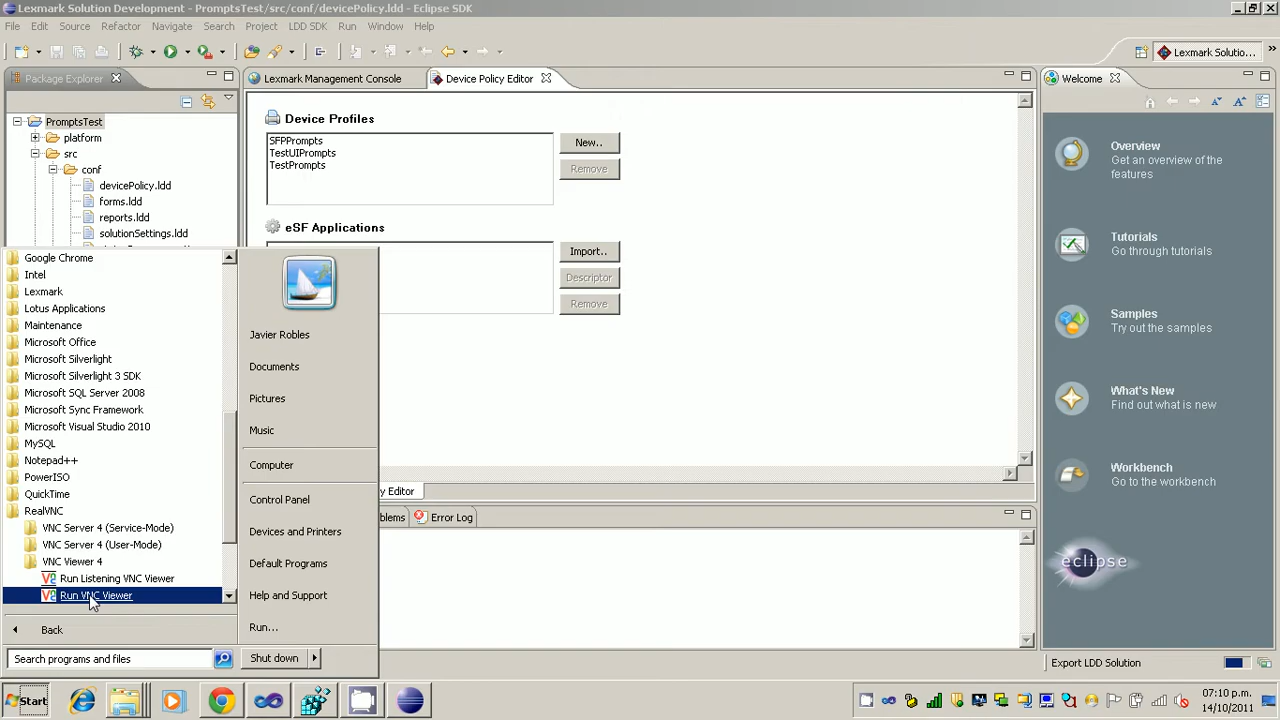 Lexmark Solution Development - PromptsTest/src/conf/devicePolicy.ldd - Eclipse SDK
File Edit Source Refactor Navigate Search Project LDD SDK Run Window Help
Lexmark Solutio...
Package Explorer
Lexmark Management Console
Device Policy Editor
Welcome
PromptsTest
platform
src
conf
devicePolicy.ldd
forms.ldd
reports.ldd
solutionSettings.ldd
Device Profiles
SFPPrompts
TestUIPrompts
TestPrompts
New..
Remove
eSF Applications
Import..
Descriptor
Remove
Overview
Get an overview of the
features
Tutorials
Go through tutorials
Samples
Try out the samples
What's New
Find out what is new
Workbench
Go to the workbench
eclipse
Google Chrome
Intel
Lexmark
Lotus Applications
Maintenance
Microsoft Office
Microsoft Silverlight
Microsoft Silverlight 3 SDK
Microsoft SQL Server 2008
Microsoft Sync Framework
Microsoft Visual Studio 2010
MySQL
Notepad++
PowerISO
QuickTime
RealVNC
VNC Server 4 (Service-Mode)
VNC Server 4 (User-Mode)
VNC Viewer 4
Run Listening VNC Viewer
Run VNC Viewer
Back
Search programs and files
Javier Robles
Documents
Pictures
Music
Computer
Control Panel
Devices and Printers
Default Programs
Help and Support
Run...
Shut down
y Editor
blems
Error Log
Export LDD Solution
Start
07:10 p.m.
14/10/2011